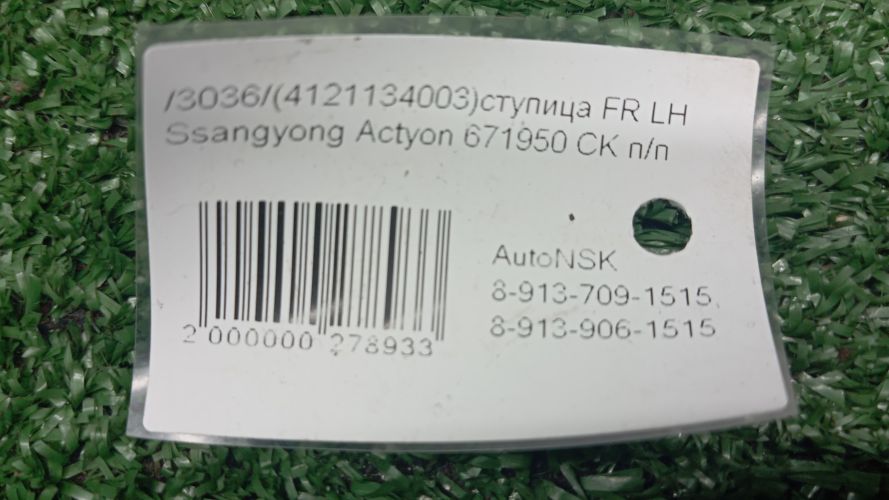 /3036/(4121134003)ступица FR LH
Ssangyong Actyon 671950 CK п/п
AutoNSK
8-913-709-1515,
8-913-906-1515
2 000000 278933